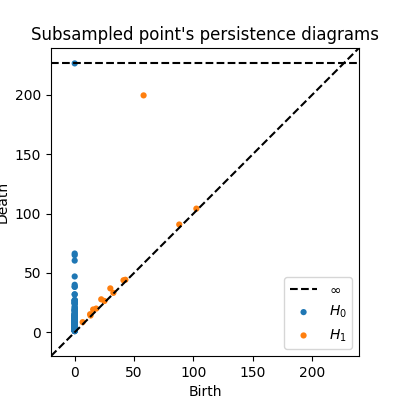 Subsampled point's persistence diagrams
Death
200
150
100
50
0
∞
H₀
H₁
0 50 100 150 200
Birth